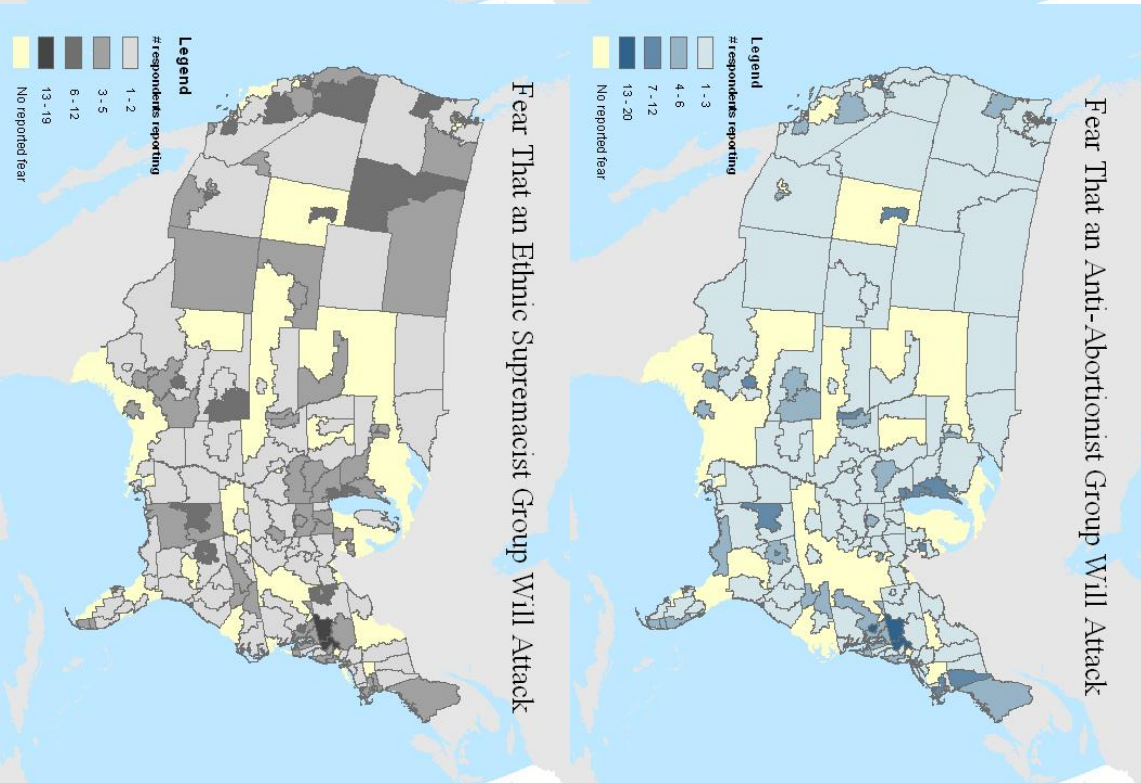 Fear That an Anti-Abortionist Group Will Attack
Legend
# respondents reporting
1 - 3
4 - 6
7 - 12
13 - 20
No reported fear
Fear That an Ethnic Supremacist Group Will Attack
Legend
# respondents reporting
1 - 2
3 - 5
6 - 12
13 - 19
No reported fear